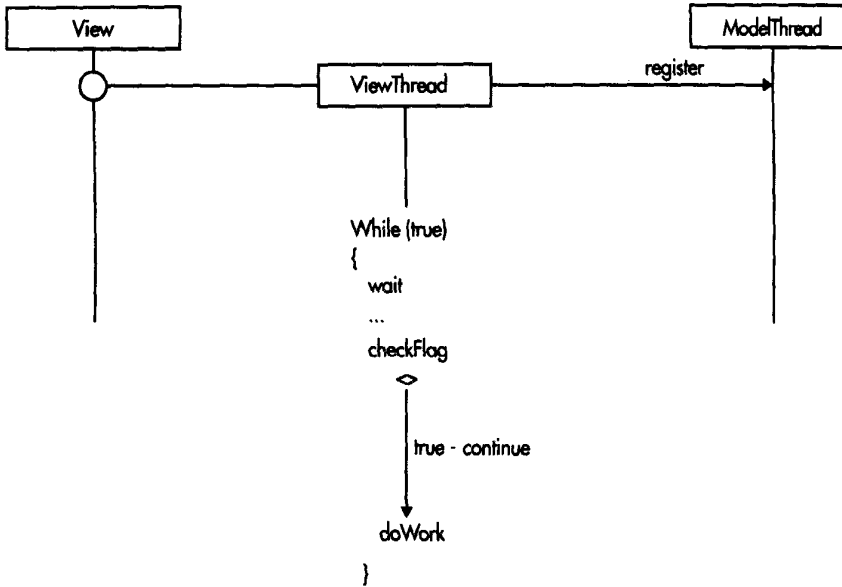 View
ModelThread
ViewThread
register
While (true)
{
wait
...
checkFlag
true - continue
doWork
}